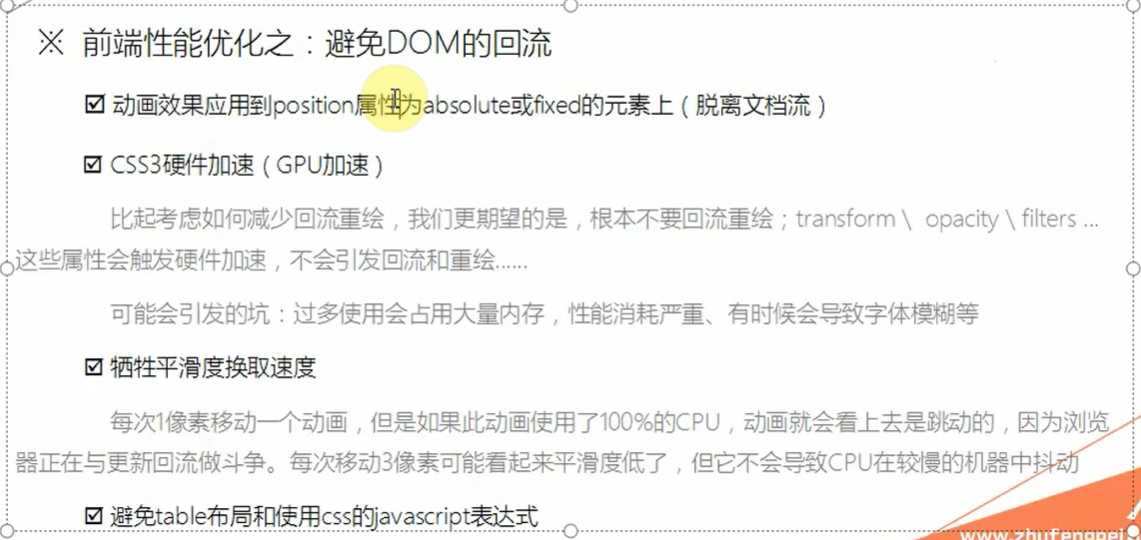 ※ 前端性能优化之：避免DOM的回流
☑ 动画效果应用到position属性为absolute或fixed的元素上（脱离文档流）
☑ CSS3硬件加速（GPU加速）
比起考虑如何减少回流重绘，我们更期望的是，根本不要回流重绘；transform \ opacity \ filters ...
这些属性会触发硬件加速，不会引发回流和重绘......
可能会引发的坑：过多使用会占用大量内存，性能消耗严重、有时候会导致字体模糊等
☑ 牺牲平滑度换取速度
每次1像素移动一个动画，但是如果此动画使用了100%的CPU，动画就会看上去是跳动的，因为浏览
器正在与更新回流做斗争。每次移动3像素可能看起来平滑度低了，但它不会导致CPU在较慢的机器中抖动
☑ 避免table布局和使用css的javascript表达式